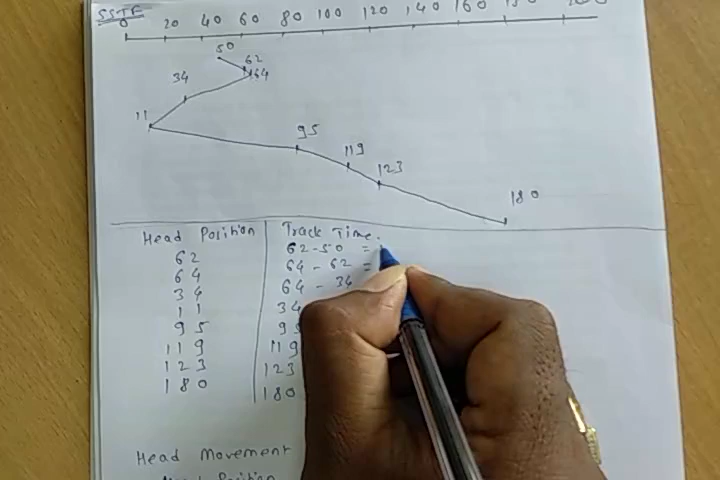 SSTF
0 20 40 60 80 100 120 140 160
50
62
34 64
11
95
119
123
180
Head Position Track Time
62 62-50 =
64 64 - 62 =
34 64 - 34
11 34
95
119 119
123 123
180 180
Head Movement